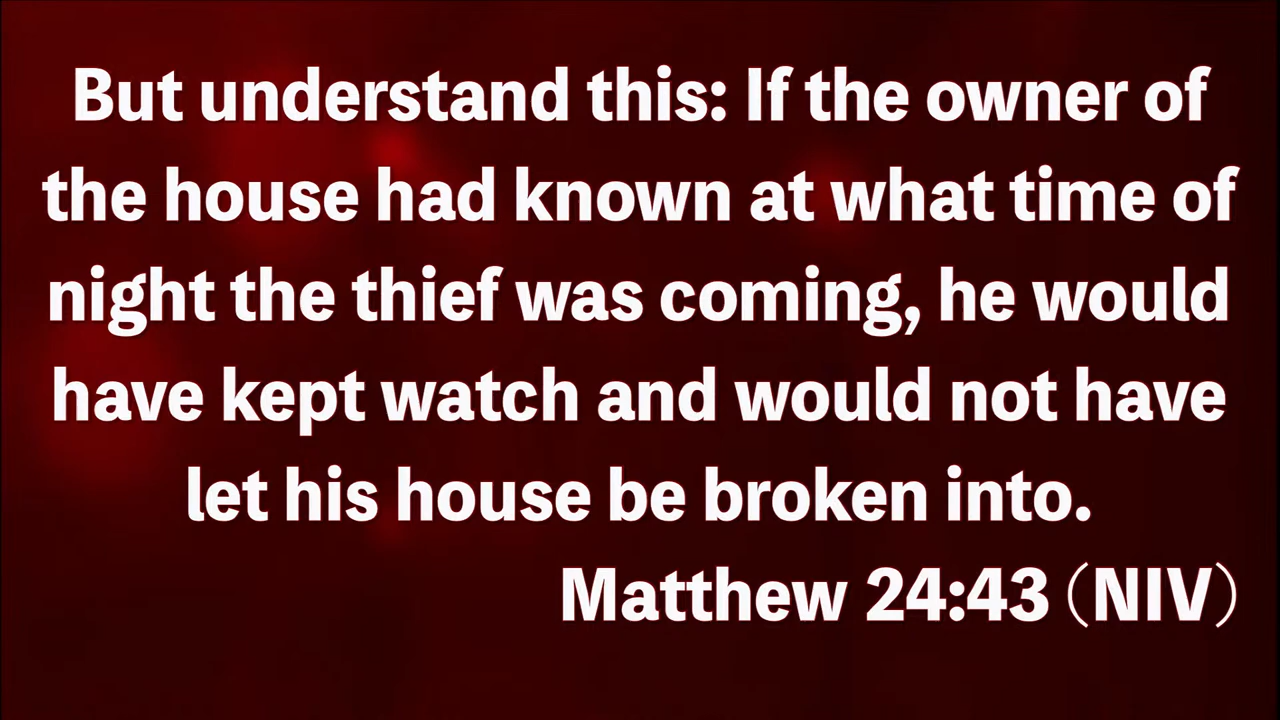 But understand this: If the owner of
the house had known at what time of
night the thief was coming, he would
have kept watch and would not have
let his house be broken into.
Matthew 24:43 (NIV)